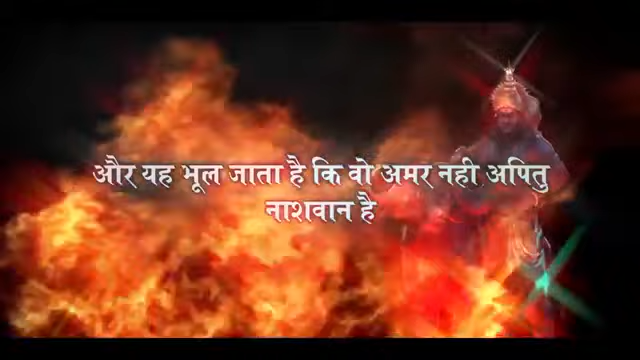 और यह भूल जाता है कि वो अमर नही अपितु
नाशवान है